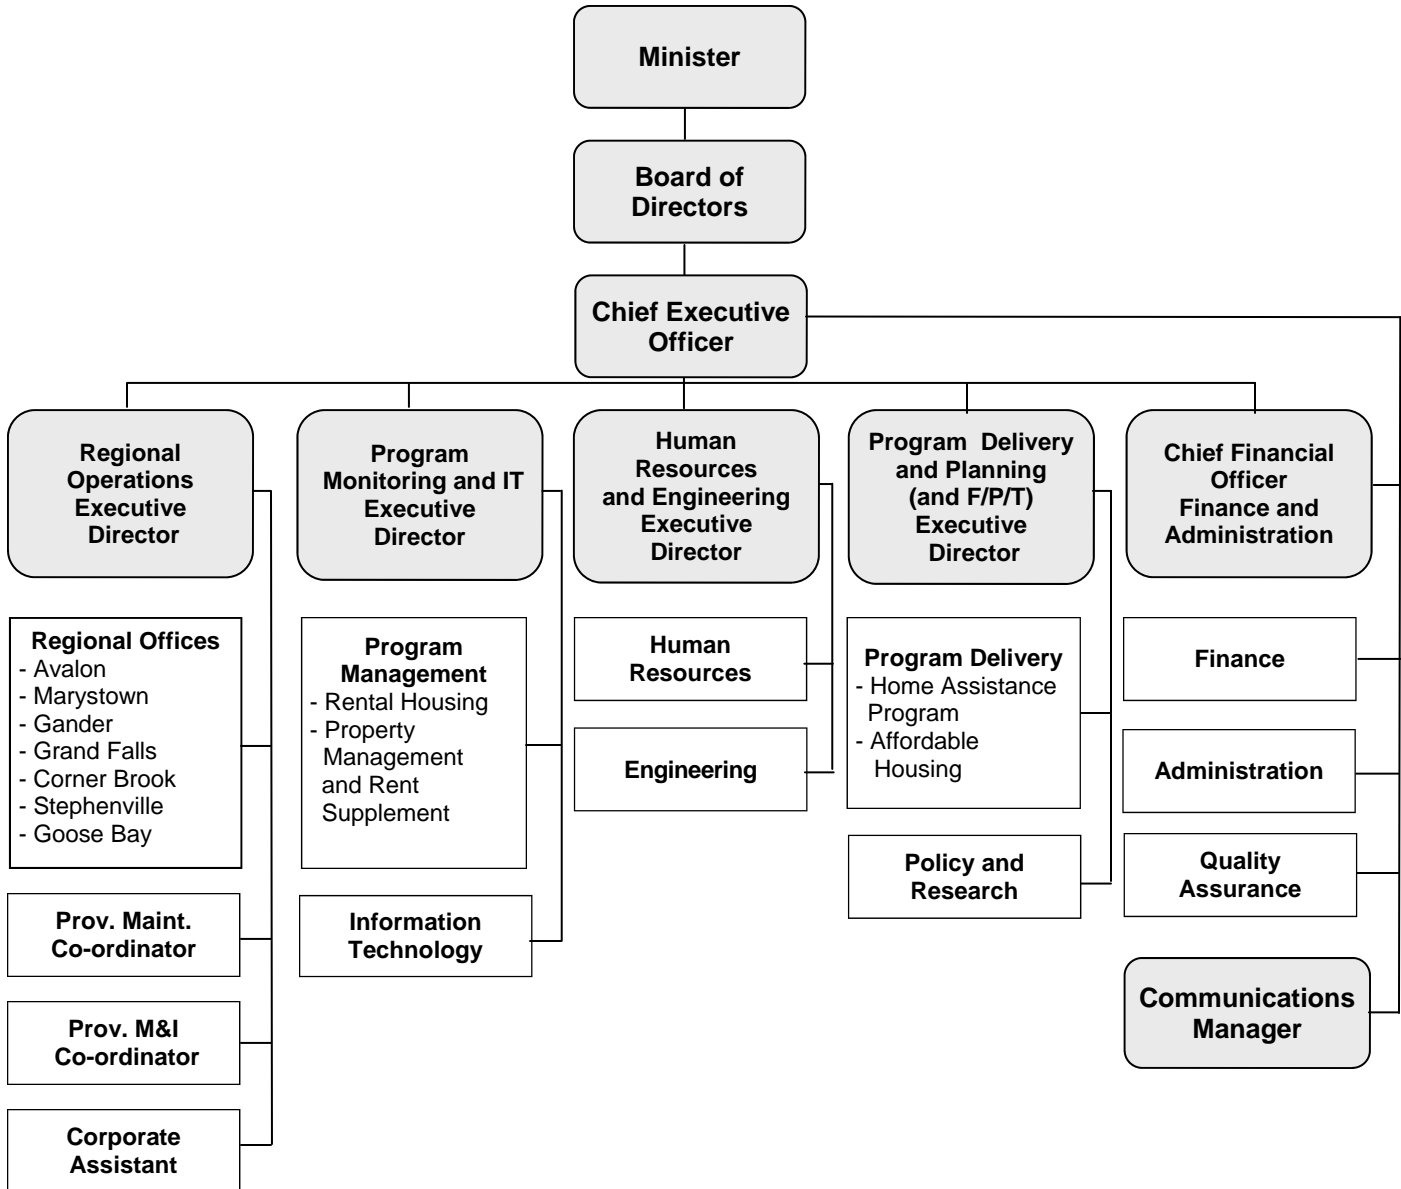 Minister
Board of
Directors
Chief Executive
Officer
Regional
Operations
Executive
Director
Program
Monitoring and IT
Executive
Director
Human
Resources
and Engineering
Executive
Director
Program Delivery
and Planning
(and F/P/T)
Executive
Director
Chief Financial
Officer
Finance and
Administration
Regional Offices
- Avalon
- Marystown
- Gander
- Grand Falls
- Corner Brook
- Stephenville
- Goose Bay
Prov. Maint.
Co-ordinator
Prov. M&I
Co-ordinator
Corporate
Assistant
Program
Management
- Rental Housing
- Property
Management
and Rent
Supplement
Information
Technology
Human
Resources
Engineering
Program Delivery
- Home Assistance
Program
- Affordable
Housing
Policy and
Research
Finance
Administration
Quality
Assurance
Communications
Manager